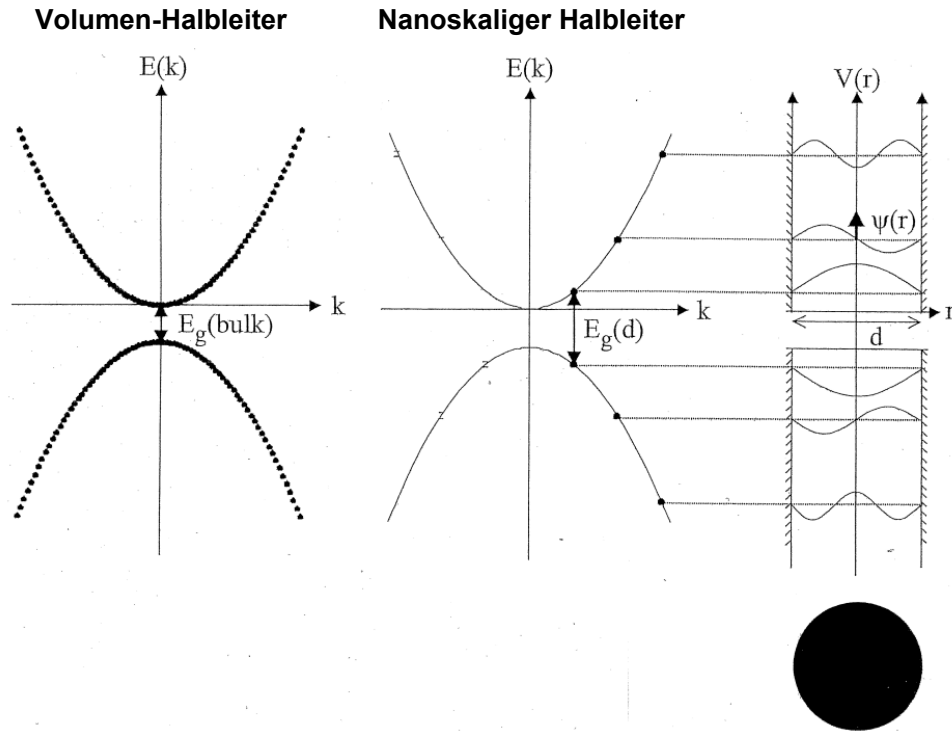 Volumen-Halbleiter
Nanoskaliger Halbleiter
E(k)
E(k)
V(r)
ψ(r)
k
E_g(bulk)
k
E_g(d)
r
d